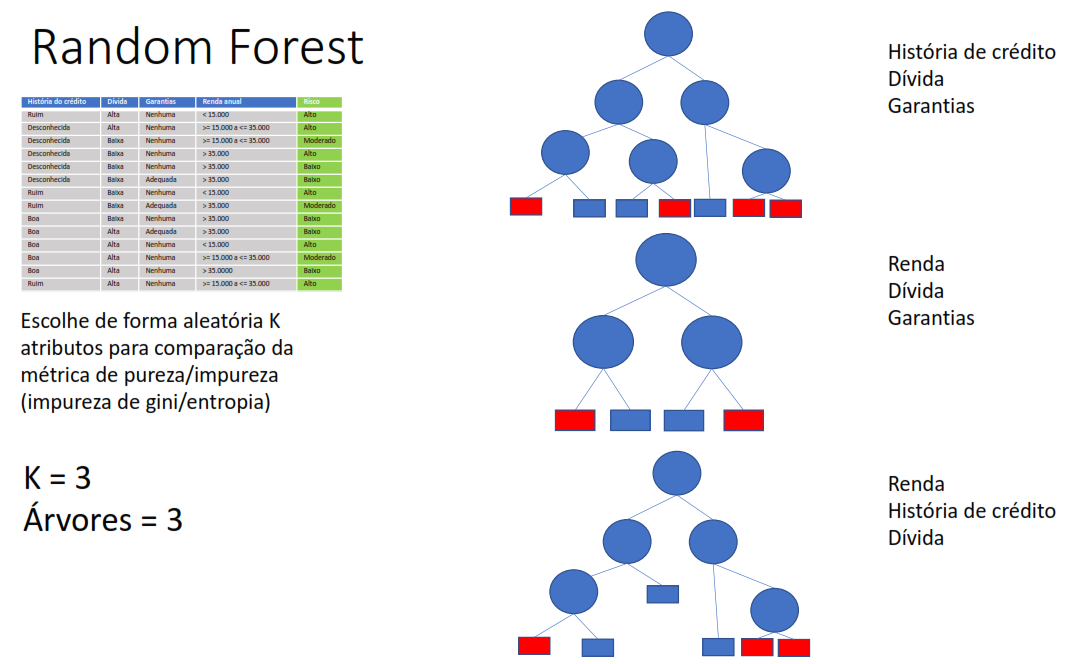 Random Forest
História do crédito Dívida Garantias Renda anual Risco
Ruim Alta Nenhuma < 15.000 Alto
Desconhecida Alta Nenhuma >= 15.000 a <= 35.000 Alto
Desconhecida Baixa Nenhuma >= 15.000 a <= 35.000 Moderado
Desconhecida Baixa Nenhuma > 35.000 Alto
Desconhecida Baixa Nenhuma > 35.000 Baixo
Desconhecida Baixa Adequada > 35.000 Baixo
Ruim Baixa Nenhuma < 15.000 Alto
Ruim Baixa Adequada > 35.000 Moderado
Boa Baixa Nenhuma > 35.000 Baixo
Boa Alta Adequada > 35.000 Baixo
Boa Alta Nenhuma < 15.000 Alto
Boa Alta Nenhuma >= 15.000 a <= 35.000 Moderado
Boa Alta Nenhuma > 35.0000 Baixo
Ruim Alta Nenhuma >= 15.000 a <= 35.000 Alto
Escolhe de forma aleatória K
atributos para comparação da
métrica de pureza/impureza
(impureza de gini/entropia)
K = 3
Árvores = 3
História de crédito
Dívida
Garantias
Renda
Dívida
Garantias
Renda
História de crédito
Dívida